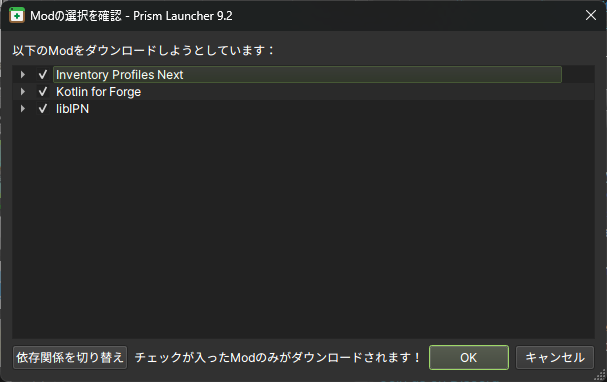 Modの選択を確認 - Prism Launcher 9.2
以下のModをダウンロードしようとしています：
Inventory Profiles Next
Kotlin for Forge
libIPN
依存関係を切り替え チェックが入ったModのみがダウンロードされます！ OK キャンセル